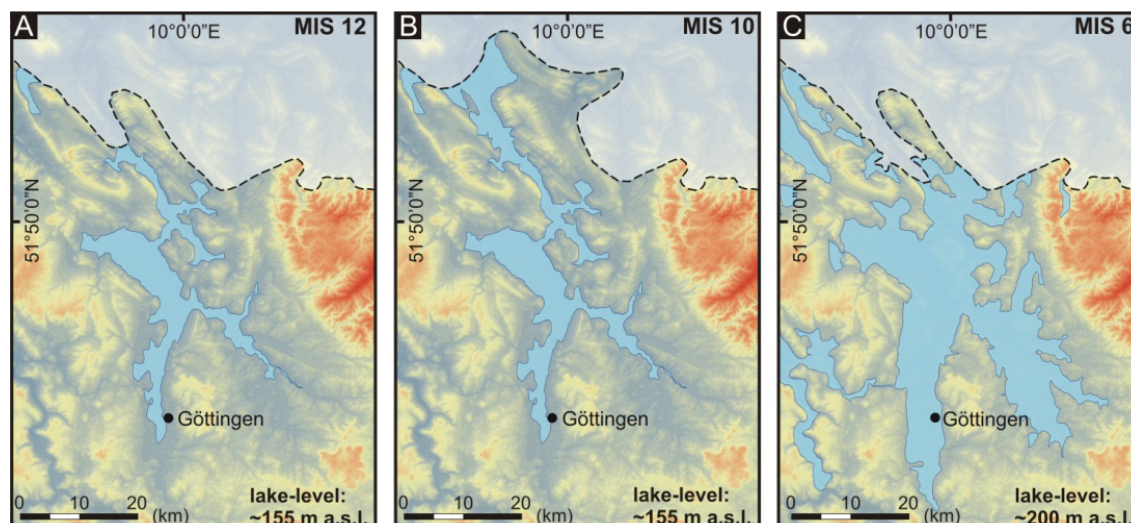 A
10°0'0"E
MIS 12
51°50'0"N
Göttingen
0 10 20
(km)
lake-level:
~155 m a.s.l.
B
10°0'0"E
MIS 10
51°50'0"N
Göttingen
0 10 20
(km)
lake-level:
~155 m a.s.l.
C
10°0'0"E
MIS 6
51°50'0"N
Göttingen
0 10 20
(km)
lake-level:
~200 m a.s.l.